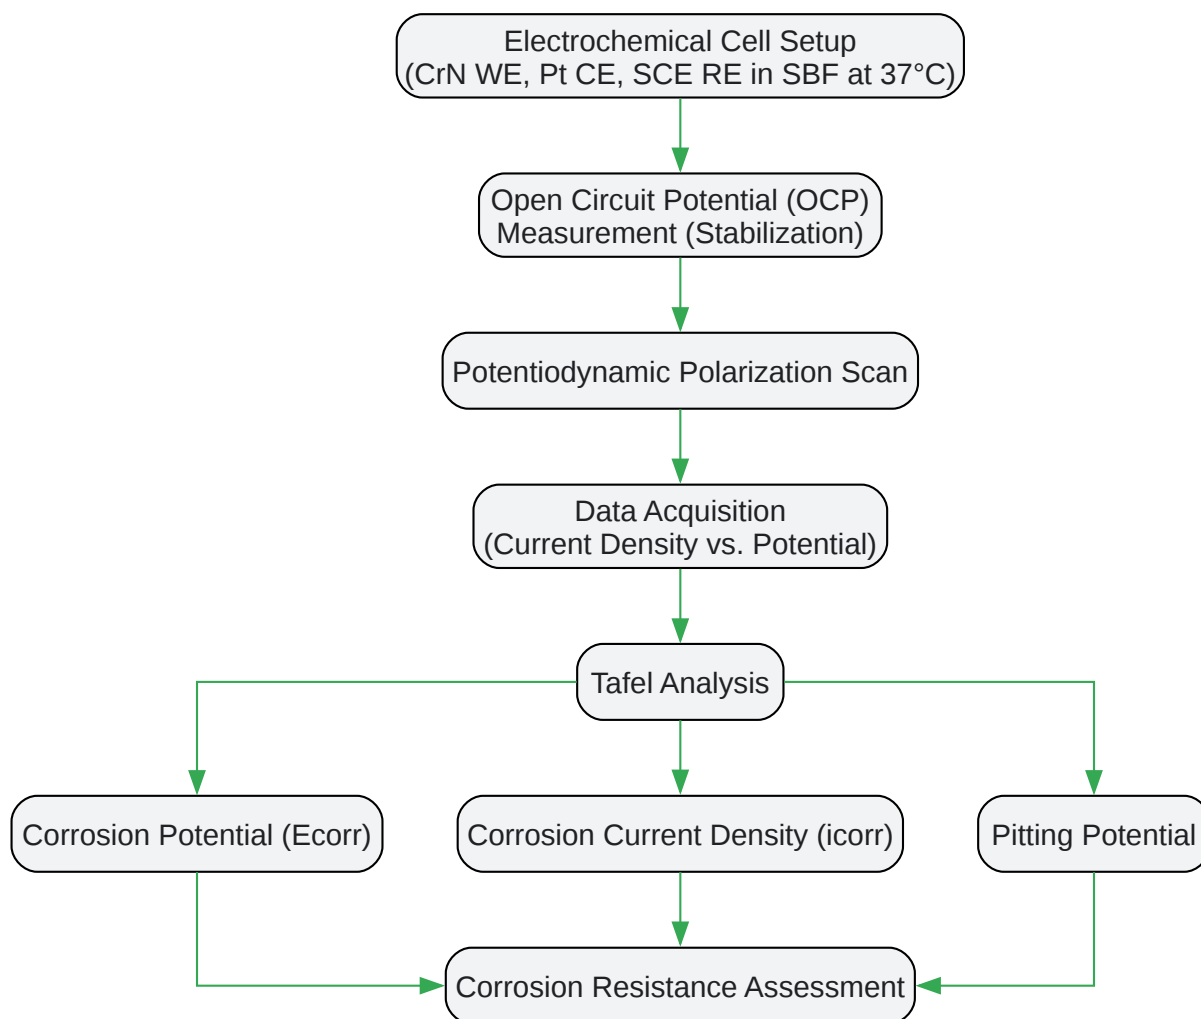 Electrochemical Cell Setup
(CrN WE, Pt CE, SCE RE in SBF at 37°C)
Open Circuit Potential (OCP)
Measurement (Stabilization)
Potentiodynamic Polarization Scan
Data Acquisition
(Current Density vs. Potential)
Tafel Analysis
Corrosion Potential (Ecorr)
Corrosion Current Density (icorr)
Pitting Potential
Corrosion Resistance Assessment